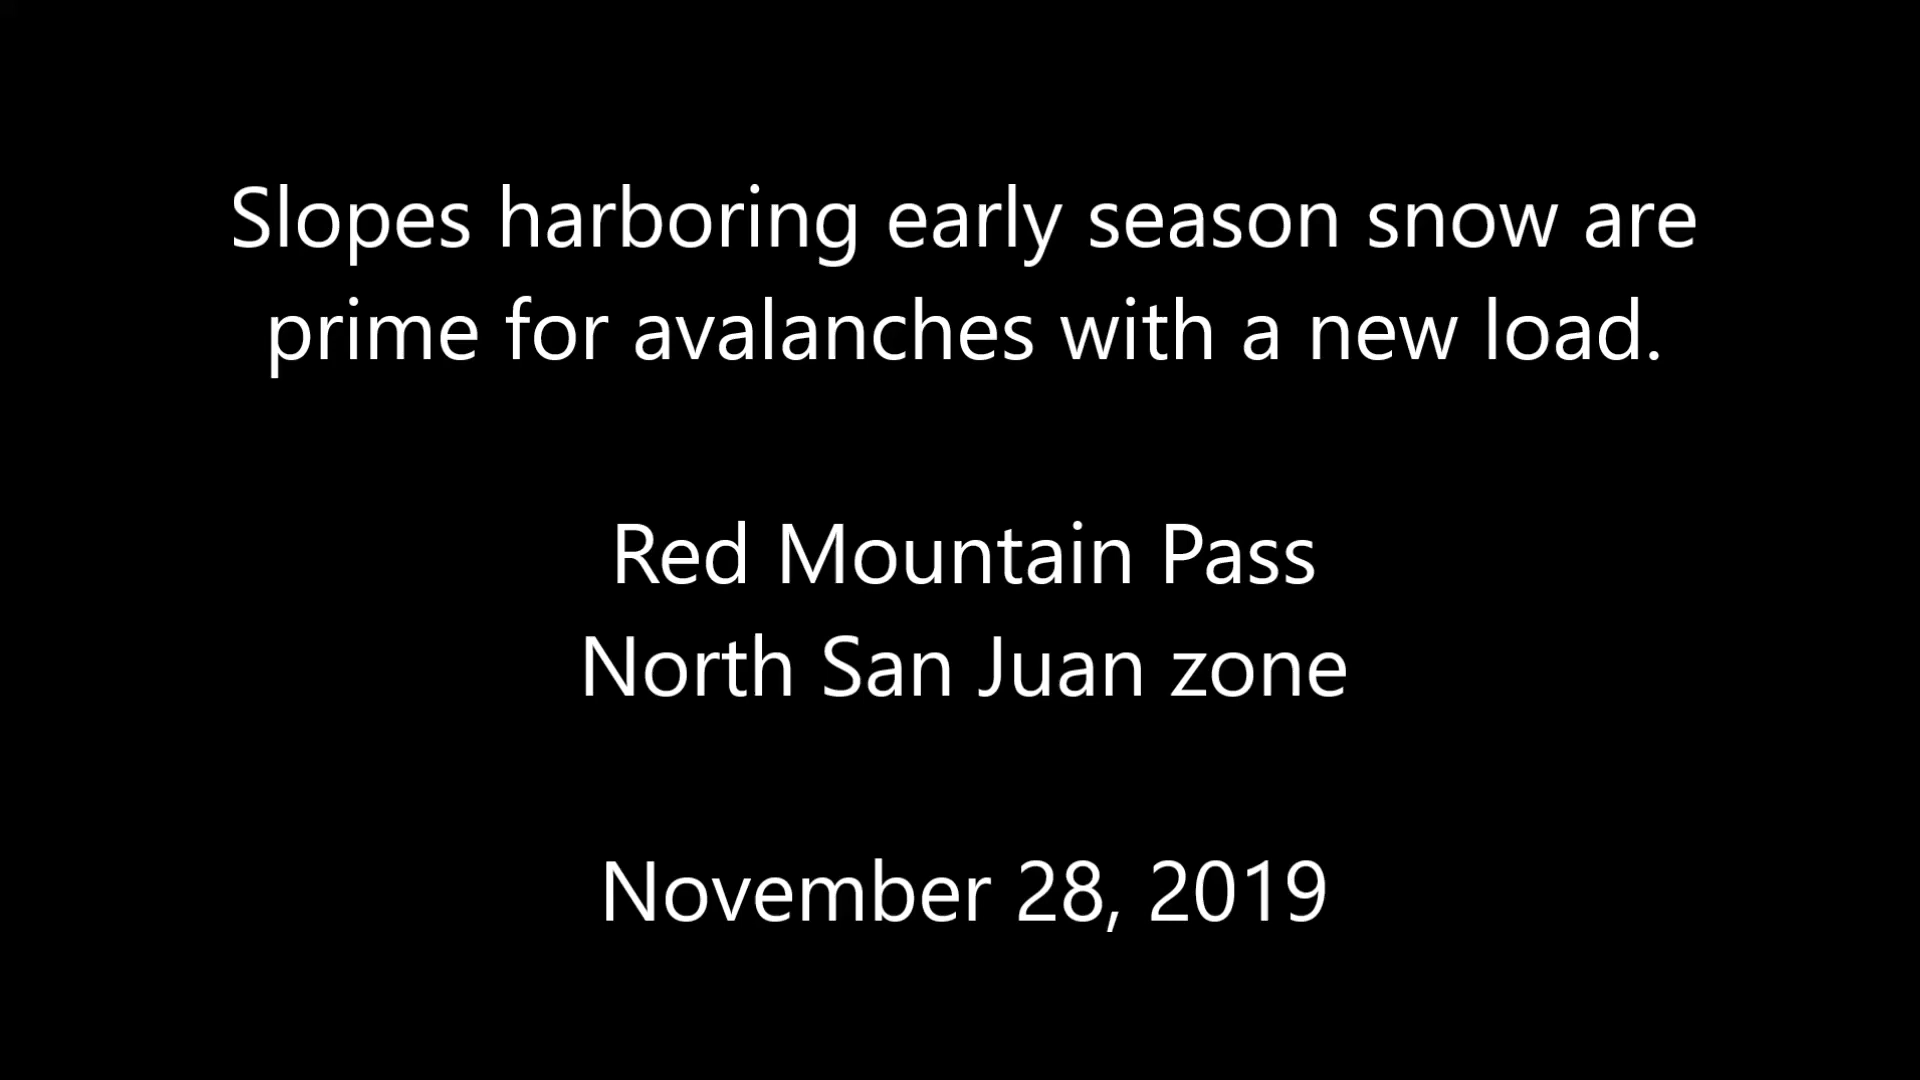 Slopes harboring early season snow are
prime for avalanches with a new load.
Red Mountain Pass
North San Juan zone
November 28, 2019